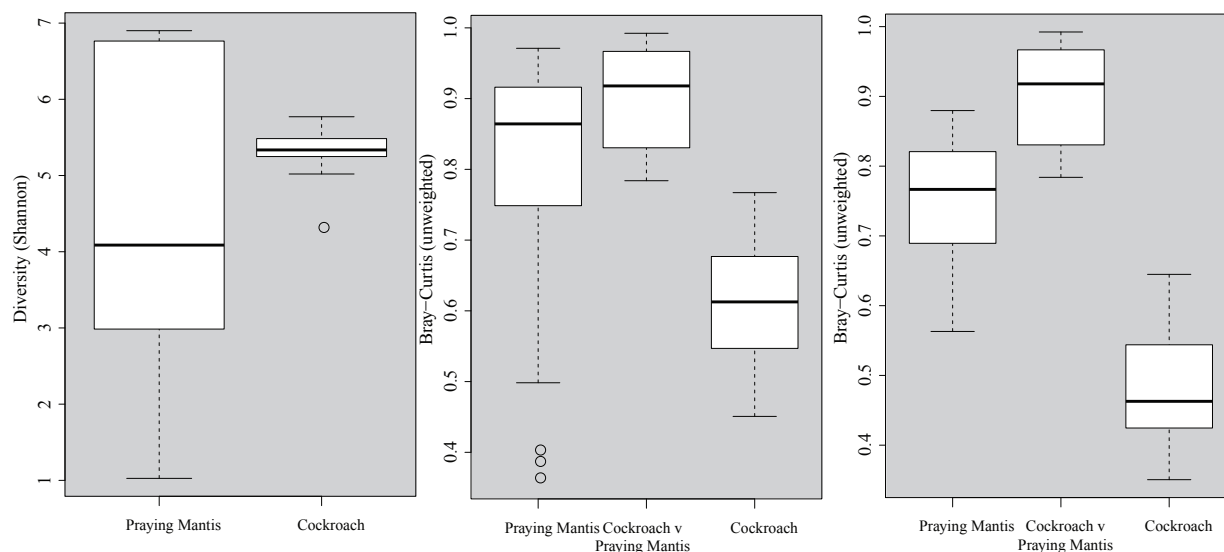 Diversity (Shannon)
7
6
5
4
3
2
1
Praying Mantis
Cockroach
Bray−Curtis (unweighted)
1.0
0.9
0.8
0.7
0.6
0.5
0.4
Praying Mantis
Cockroach v
Praying Mantis
Cockroach
Bray−Curtis (unweighted)
1.0
0.9
0.8
0.7
0.6
0.5
0.4
Praying Mantis
Cockroach v
Praying Mantis
Cockroach